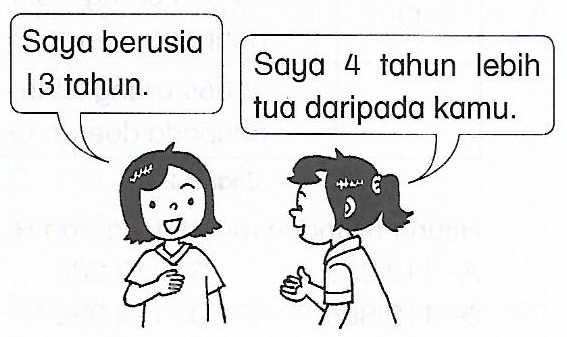 Saya berusia
13 tahun.
Saya 4 tahun lebih
tua daripada kamu.